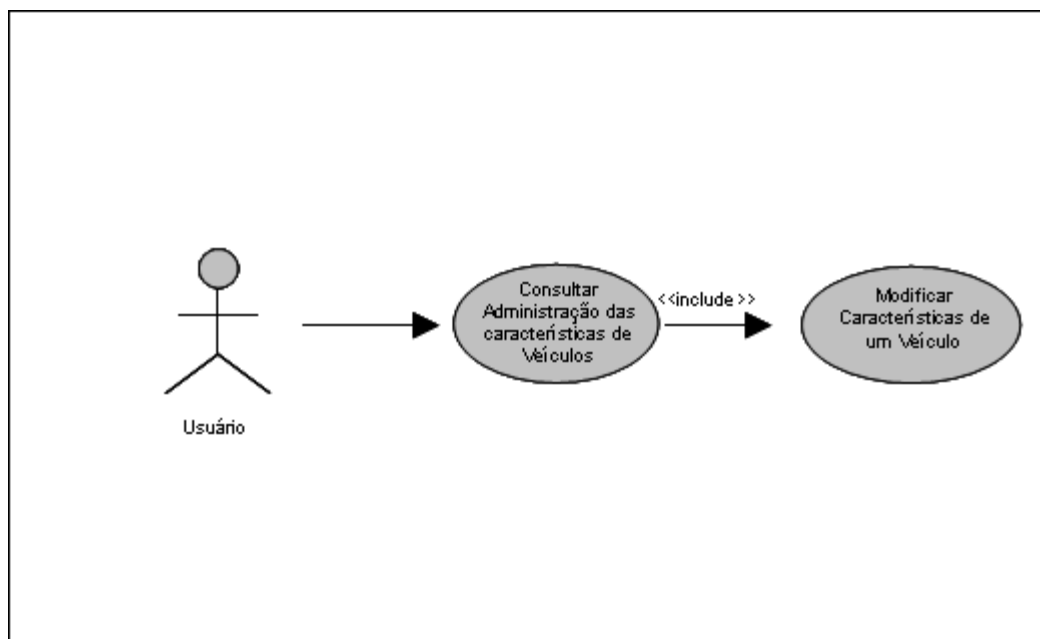 Usuário
Consultar
Administração das
características de
Veículos
<<include>>
Modificar
Características de
um Veículo